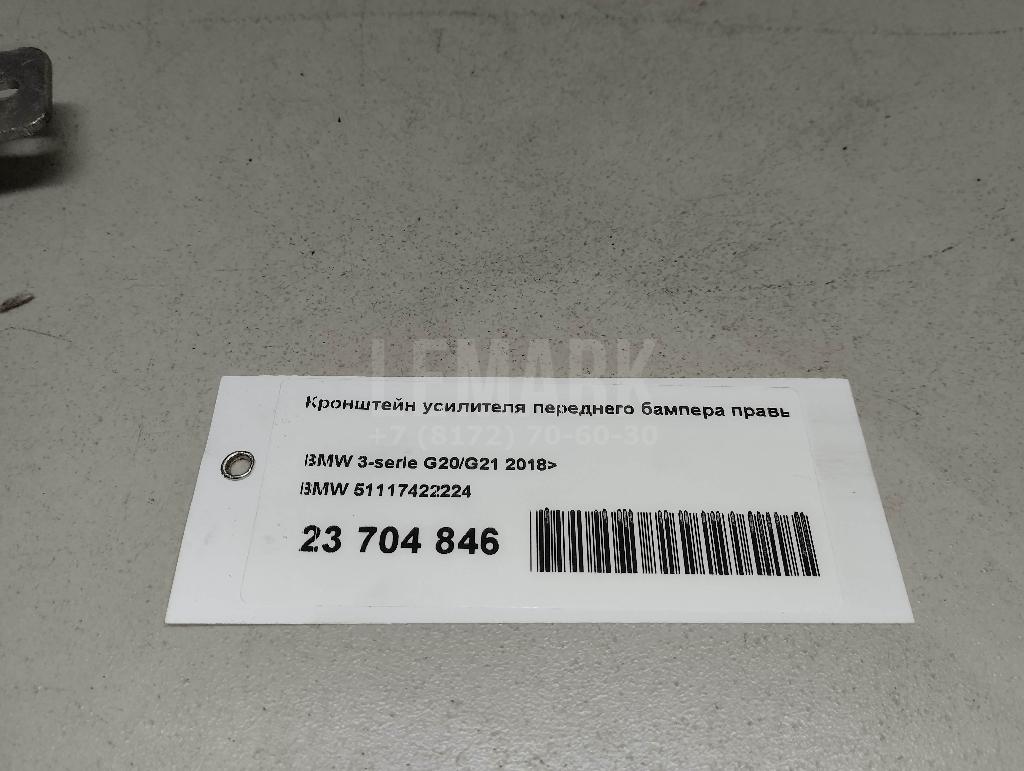 LEMARK
Кронштейн усилителя переднего бампера правь
+7 (8172) 70-60-30
BMW 3-serie G20/G21 2018>
BMW 51117422224
23 704 846